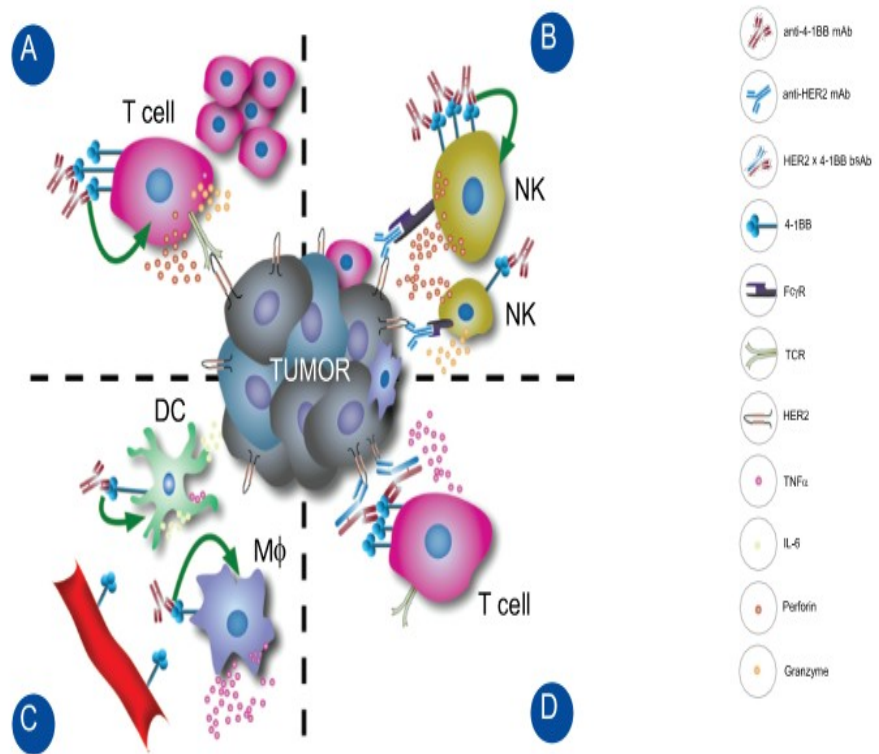 A
B
T cell
NK
NK
TUMOR
DC
Mϕ
T cell
C
D
anti-4-1BB mAb
anti-HER2 mAb
HER2 × 4-1BB bsAb
4-1BB
FcγR
TCR
HER2
TNFα
IL-6
Perforin
Granzyme